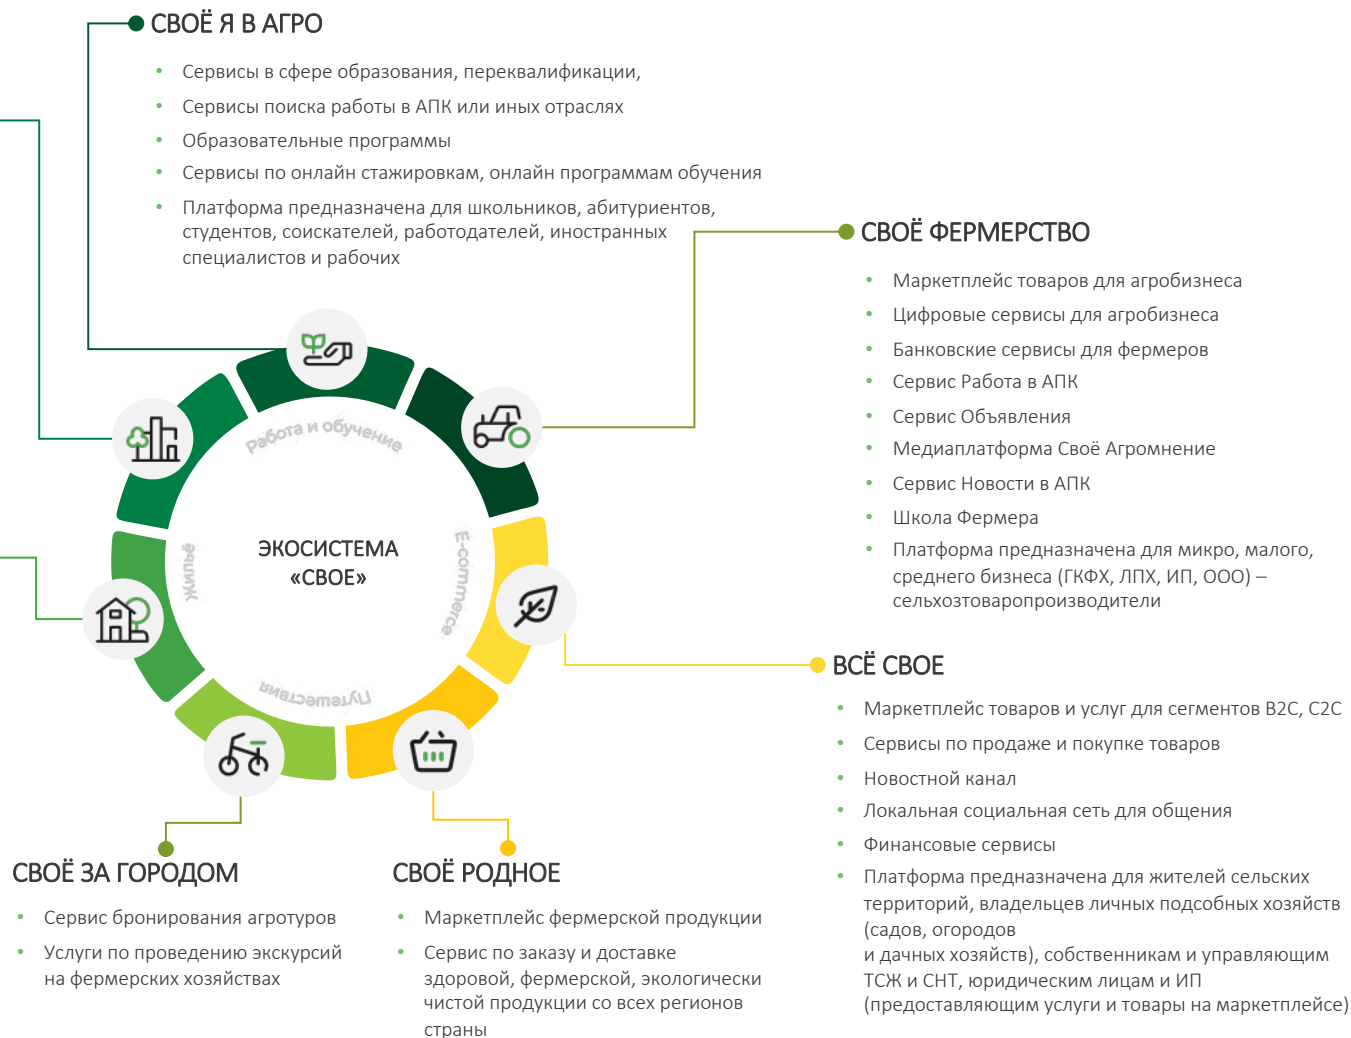 СВОЁ Я В АГРО
• Сервисы в сфере образования, переквалификации,
• Сервисы поиска работы в АПК или иных отраслях
• Образовательные программы
• Сервисы по онлайн стажировкам, онлайн программам обучения
• Платформа предназначена для школьников, абитуриентов,
студентов, соискателей, работодателей, иностранных
специалистов и рабочих
СВОЁ ФЕРМЕРСТВО
• Маркетплейс товаров для агробизнеса
• Цифровые сервисы для агробизнеса
• Банковские сервисы для фермеров
• Сервис Работа в АПК
• Сервис Объявления
• Медиаплатформа Своё Агромнение
• Сервис Новости в АПК
• Школа Фермера
• Платформа предназначена для микро, малого,
среднего бизнеса (ГКФХ, ЛПХ, ИП, ООО) –
сельхозтоваропроизводители
Работа и обучение
E-commerce
Жильё
Путешествия
ЭКОСИСТЕМА
«СВОЕ»
ВСЁ СВОЕ
• Маркетплейс товаров и услуг для сегментов B2C, C2C
• Сервисы по продаже и покупке товаров
• Новостной канал
• Локальная социальная сеть для общения
• Финансовые сервисы
• Платформа предназначена для жителей сельских
территорий, владельцев личных подсобных хозяйств
(садов, огородов
и дачных хозяйств), собственникам и управляющим
ТСЖ и СНТ, юридическим лицам и ИП
(предоставляющим услуги и товары на маркетплейсе)
СВОЁ ЗА ГОРОДОМ
• Сервис бронирования агротуров
• Услуги по проведению экскурсий
на фермерских хозяйствах
СВОЁ РОДНОЕ
• Маркетплейс фермерской продукции
• Сервис по заказу и доставке
здоровой, фермерской, экологически
чистой продукции со всех регионов
страны